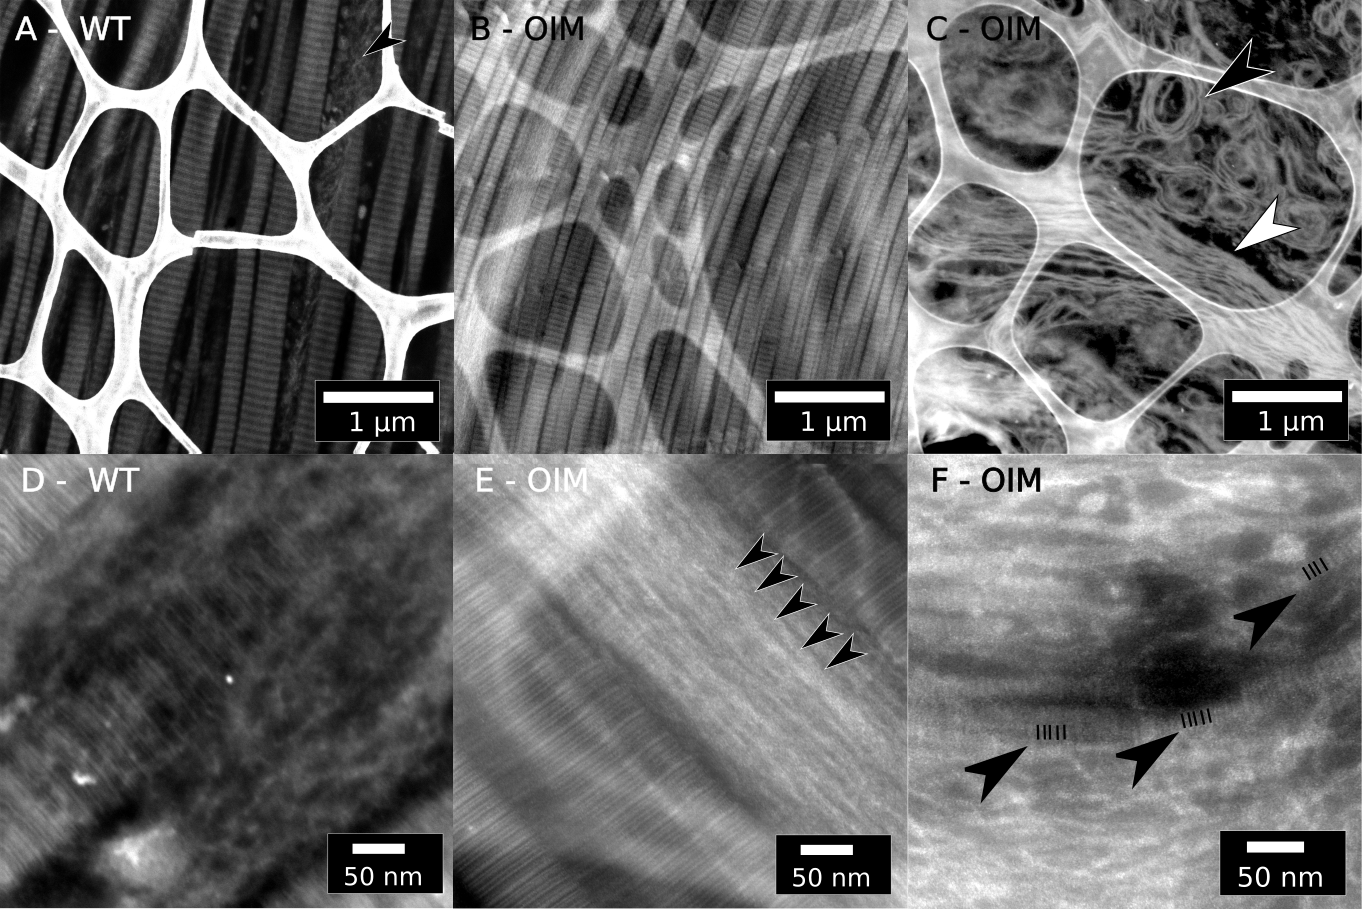 A - WT
B - OIM
C - OIM
1 µm
1 µm
1 µm
D - WT
E - OIM
F - OIM
50 nm
50 nm
50 nm